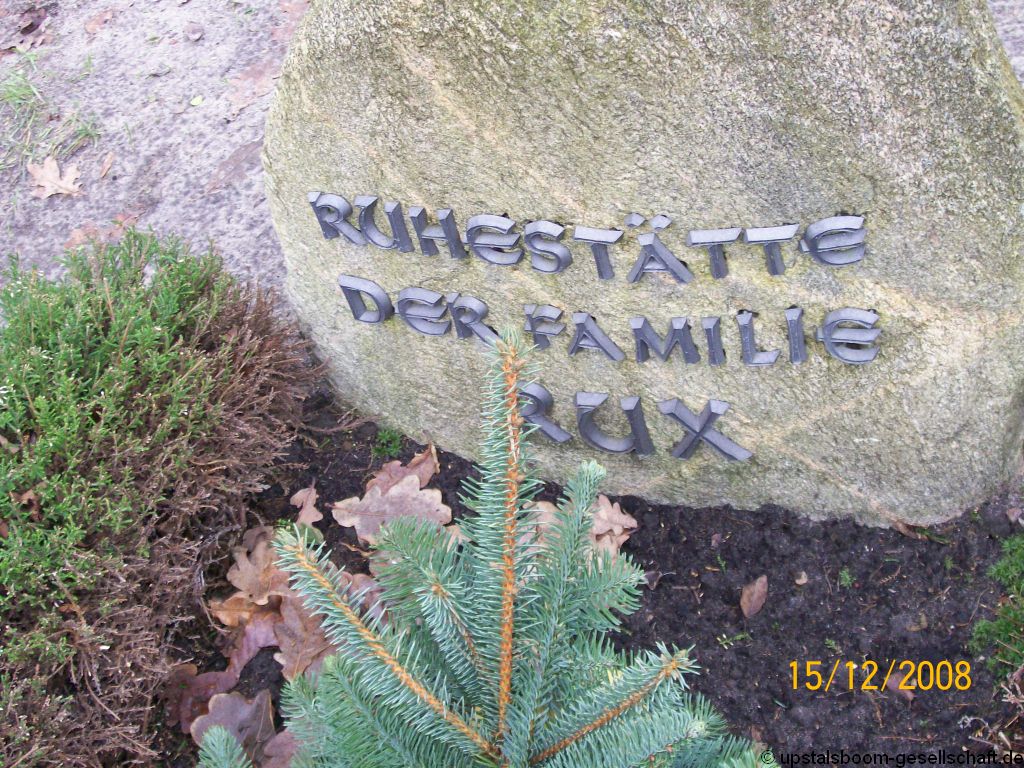 RUHESTÄTTE
DER FAMILIE
RUX
15/12/2008
© upstalsboom-gesellschaft.de